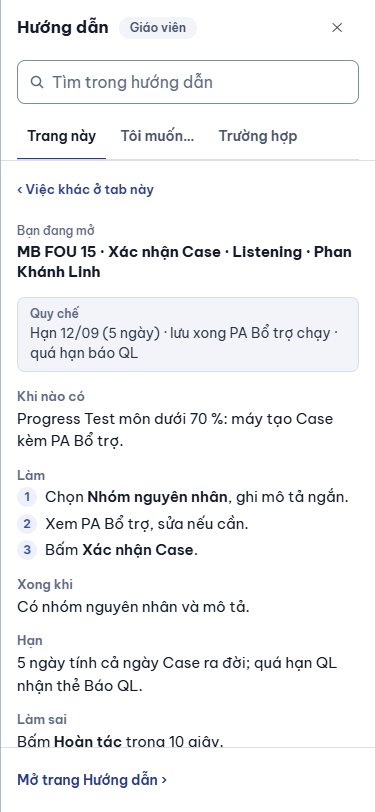 Hướng dẫn Giáo viên
Tìm trong hướng dẫn
Trang này Tôi muốn... Trường hợp
‹ Việc khác ở tab này
Bạn đang mở
MB FOU 15 · Xác nhận Case · Listening · Phan
Khánh Linh
Quy chế
Hạn 12/09 (5 ngày) · lưu xong PA Bổ trợ chạy ·
quá hạn báo QL
Khi nào có
Progress Test môn dưới 70 %: máy tạo Case
kèm PA Bổ trợ.
Làm
1 Chọn Nhóm nguyên nhân, ghi mô tả ngắn.
2 Xem PA Bổ trợ, sửa nếu cần.
3 Bấm Xác nhận Case.
Xong khi
Có nhóm nguyên nhân và mô tả.
Hạn
5 ngày tính cả ngày Case ra đời; quá hạn QL
nhận thẻ Báo QL.
Làm sai
Bấm Hoàn tác trong 10 giây.
Mở trang Hướng dẫn ›